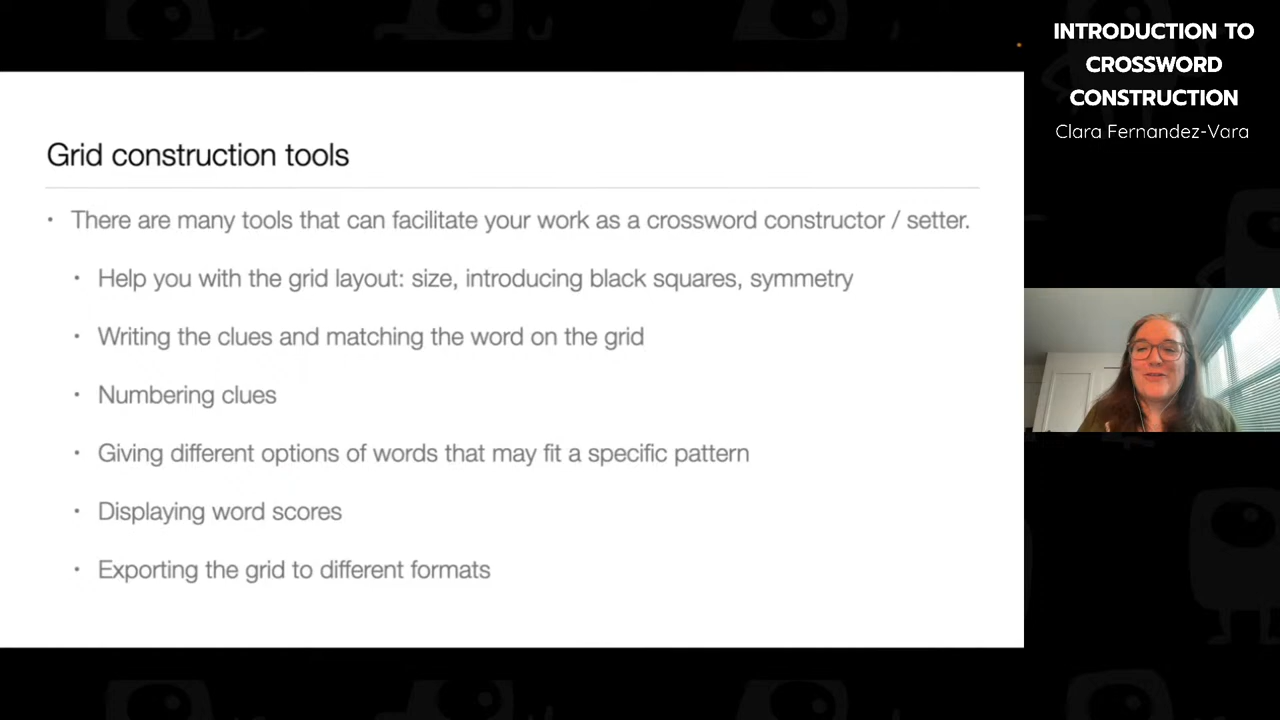 INTRODUCTION TO
CROSSWORD
CONSTRUCTION
Clara Fernandez-Vara
Grid construction tools
• There are many tools that can facilitate your work as a crossword constructor / setter.
• Help you with the grid layout: size, introducing black squares, symmetry
• Writing the clues and matching the word on the grid
• Numbering clues
• Giving different options of words that may fit a specific pattern
• Displaying word scores
• Exporting the grid to different formats